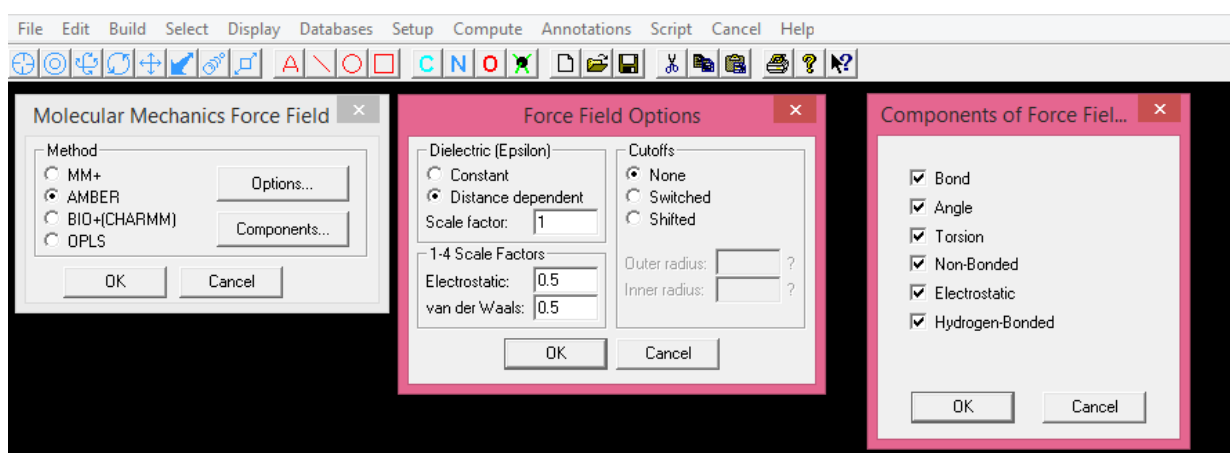 File Edit Build Select Display Databases Setup Compute Annotations Script Cancel Help
A C N O ? ?
Molecular Mechanics Force Field ×
Method
MM+
AMBER
BIO+(CHARMM)
OPLS
Options...
Components...
OK Cancel
Force Field Options ×
Dielectric (Epsilon)
Constant
Distance dependent
Scale factor: 1
1-4 Scale Factors
Electrostatic: 0.5
van der Waals: 0.5
Cutoffs
None
Switched
Shifted
Outer radius: ?
Inner radius: ?
OK Cancel
Components of Force Fiel... ×
Bond
Angle
Torsion
Non-Bonded
Electrostatic
Hydrogen-Bonded
OK Cancel